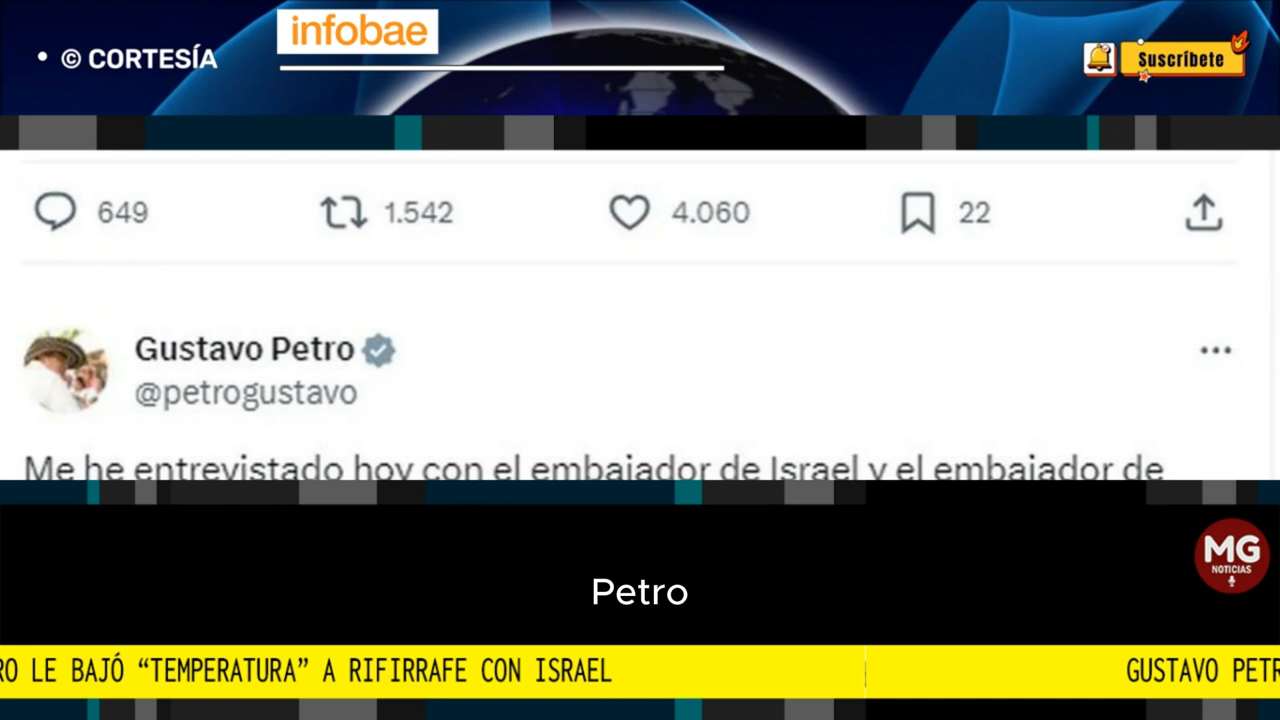 infobae
• © CORTESÍA
Suscríbete
649 1.542 4.060 22
Gustavo Petro
@petrogustavo
Me he entrevistado hoy con el embajador de Israel y el embajador de
MG
NOTICIAS
Petro
RO LE BAJÓ “TEMPERATURA” A RIFIRRAFE CON ISRAEL GUSTAVO PETR